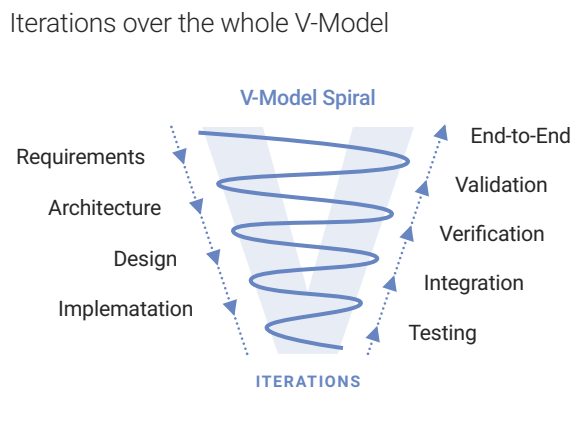 Iterations over the whole V-Model
V-Model Spiral
Requirements
Architecture
Design
Implematation
End-to-End
Validation
Verification
Integration
Testing
ITERATIONS